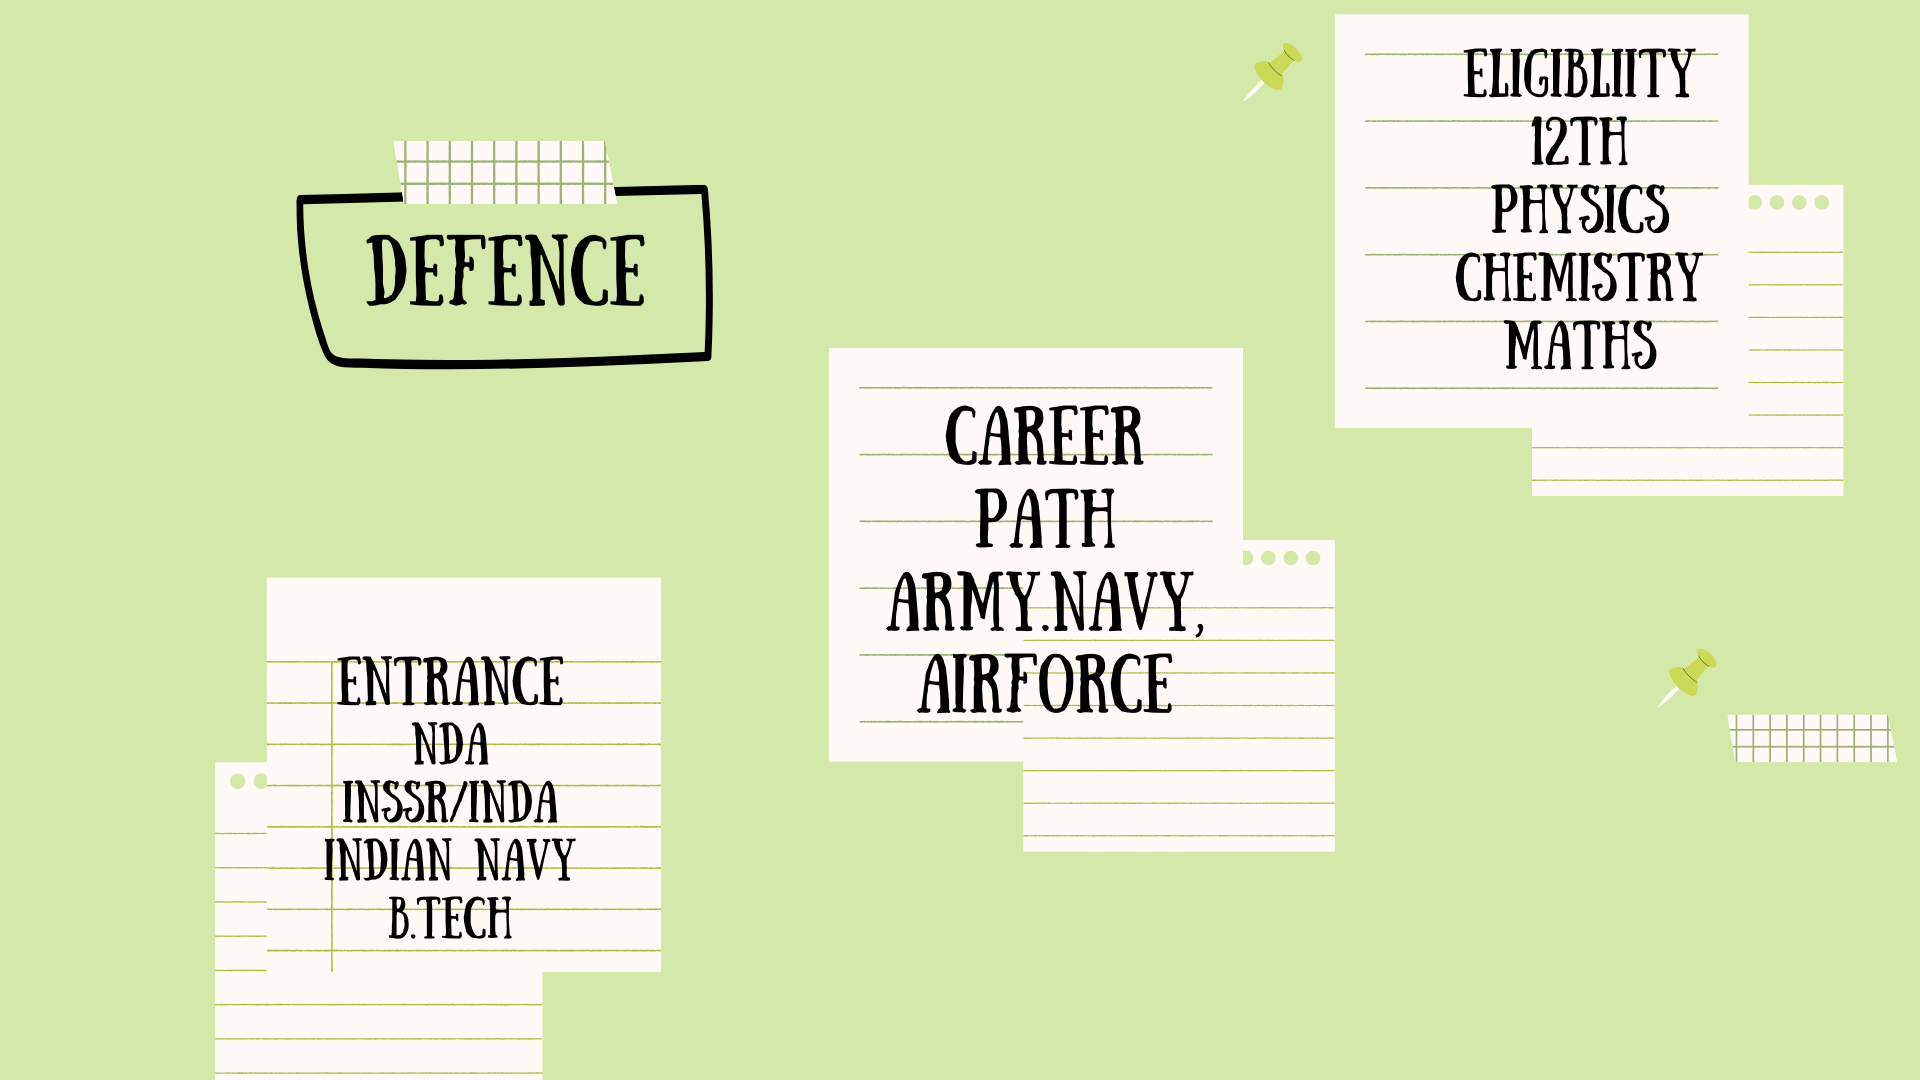 DEFENCE
ELIGIBLIITY
12TH
PHYSICS
CHEMISTRY
MATHS
CAREER
PATH
ARMY.NAVY,
AIRFORCE
ENTRANCE
NDA
INSSR/INDA
INDIAN NAVY
B.TECH